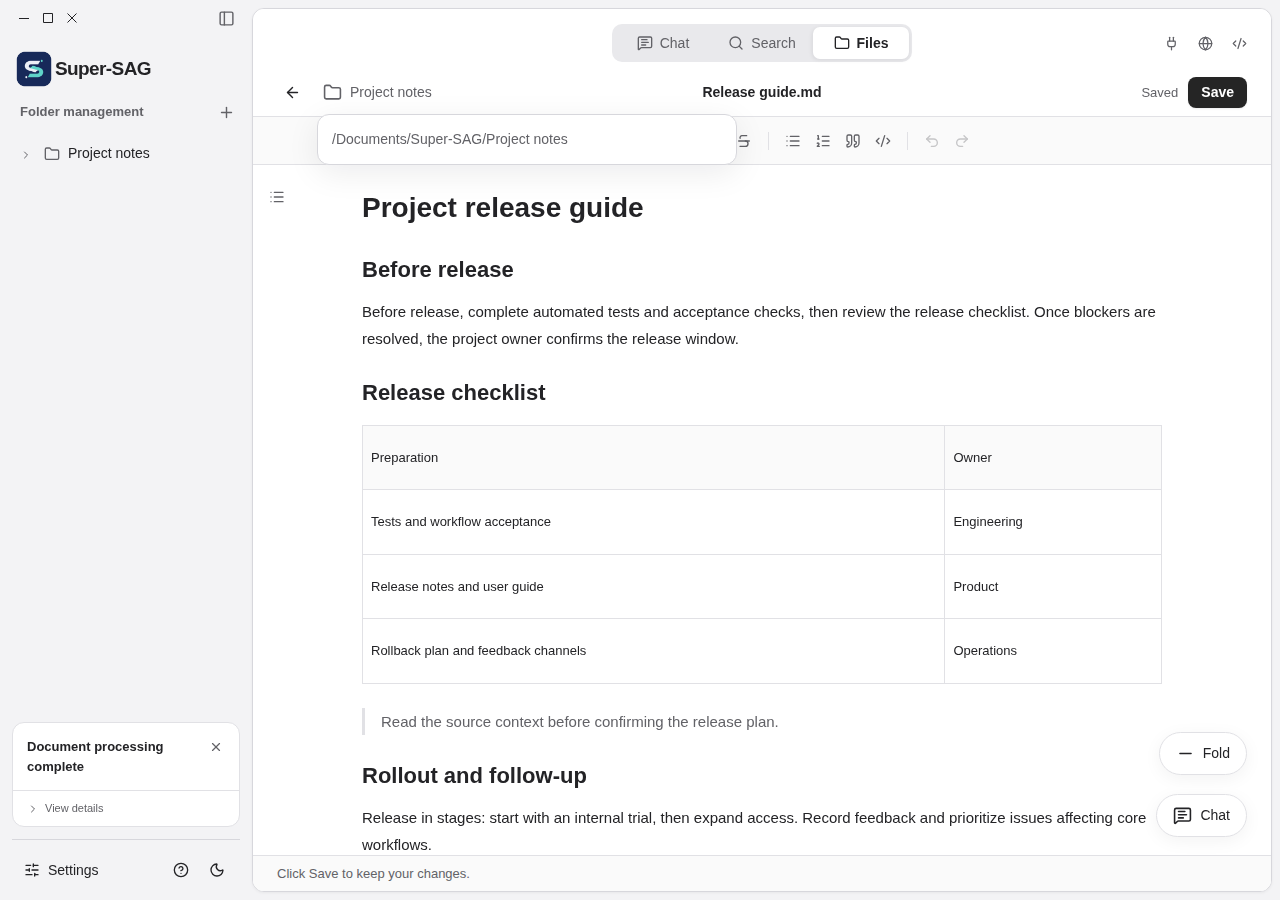 Super-SAG
Folder management
Project notes
Document processing
complete
View details
Settings
Chat
Search
Files
Project notes
Release guide.md
Saved
Save
/Documents/Super-SAG/Project notes
Project release guide
Before release
Before release, complete automated tests and acceptance checks, then review the release checklist. Once blockers are
resolved, the project owner confirms the release window.
Release checklist
Preparation
Owner
Tests and workflow acceptance
Engineering
Release notes and user guide
Product
Rollback plan and feedback channels
Operations
Read the source context before confirming the release plan.
Rollout and follow-up
Release in stages: start with an internal trial, then expand access. Record feedback and prioritize issues affecting core
workflows.
Fold
Chat
Click Save to keep your changes.